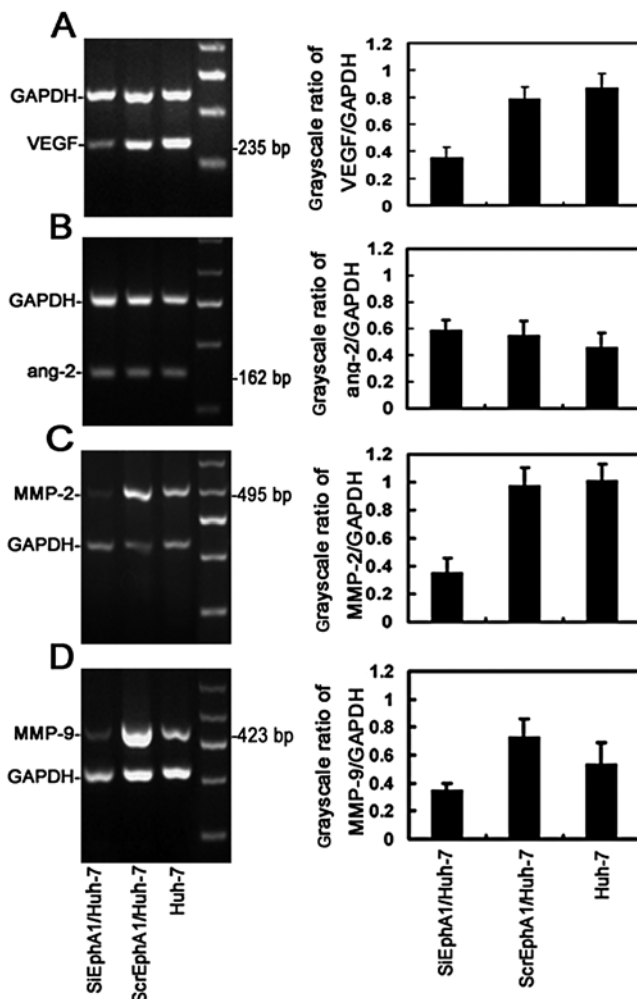 A
GAPDH-
VEGF-
-235 bp
Grayscale ratio of
VEGF/GAPDH
1.2
1
0.8
0.6
0.4
0.2
0
B
GAPDH-
ang-2-
-162 bp
Grayscale ratio of
ang-2/GAPDH
1.2
1
0.8
0.6
0.4
0.2
0
C
MMP-2-
GAPDH-
-495 bp
Grayscale ratio of
MMP-2/GAPDH
1.2
1
0.8
0.6
0.4
0.2
0
D
MMP-9-
GAPDH-
-423 bp
Grayscale ratio of
MMP-9/GAPDH
1.2
1
0.8
0.6
0.4
0.2
0
SiEphA1/Huh-7
ScrEphA1/Huh-7
Huh-7
SiEphA1/Huh-7
ScrEphA1/Huh-7
Huh-7